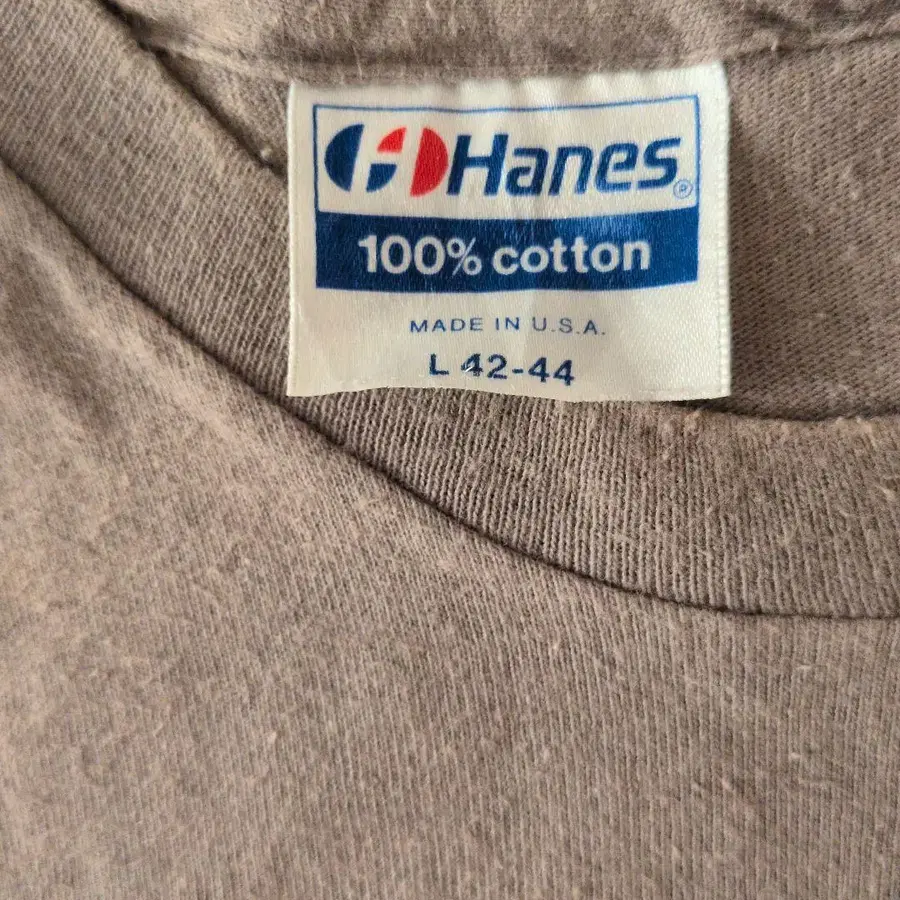 Hanes®
100% cotton
MADE IN U.S.A.
L 42-44